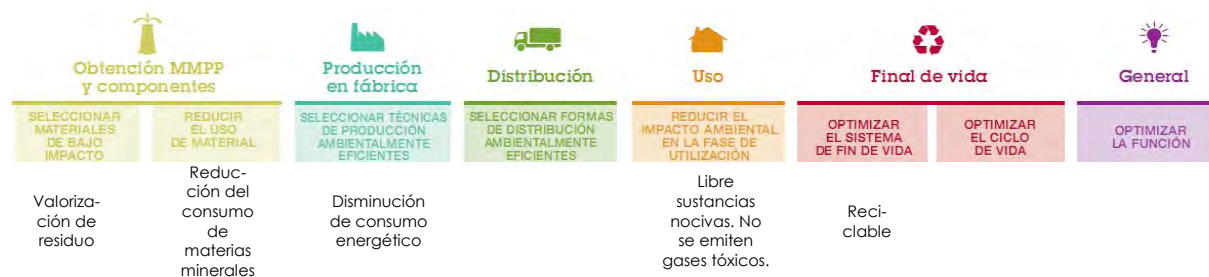 Obtención MMPP
y componentes
Producción
en fábrica
Distribución
Uso
Final de vida
General
SELECCIONAR
MATERIALES
DE BAJO
IMPACTO
REDUCIR
EL USO
DE MATERIAL
SELECCIONAR TÉCNICAS
DE PRODUCCIÓN
AMBIENTALMENTE
EFICIENTES
SELECCIONAR FORMAS
DE DISTRIBUCIÓN
AMBIENTALMENTE
EFICIENTES
REDUCIR EL
IMPACTO AMBIENTAL
EN LA FASE DE
UTILIZACIÓN
OPTIMIZAR
EL SISTEMA
DE FIN DE VIDA
OPTIMIZAR
EL CICLO
DE VIDA
OPTIMIZAR
LA FUNCIÓN
Valoriza-
ción de
residuo
Reduc-
ción del
consumo
de
materias
minerales
Disminución
de consumo
energético
Libre
sustancias
nocivas. No
se emiten
gases tóxicos.
Reci-
clable